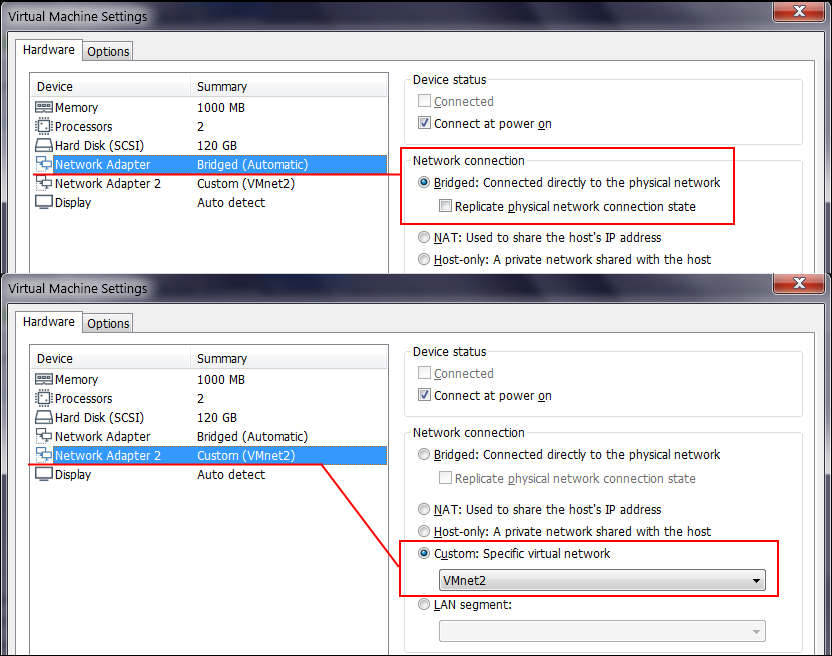 Virtual Machine Settings
Hardware Options
Device Summary
Memory 1000 MB
Processors 2
Hard Disk (SCSI) 120 GB
Network Adapter Bridged (Automatic)
Network Adapter 2 Custom (VMnet2)
Display Auto detect
Device status
Connected
Connect at power on
Network connection
Bridged: Connected directly to the physical network
Replicate physical network connection state
NAT: Used to share the host's IP address
Host-only: A private network shared with the host
Virtual Machine Settings
Hardware Options
Device Summary
Memory 1000 MB
Processors 2
Hard Disk (SCSI) 120 GB
Network Adapter Bridged (Automatic)
Network Adapter 2 Custom (VMnet2)
Display Auto detect
Device status
Connected
Connect at power on
Network connection
Bridged: Connected directly to the physical network
Replicate physical network connection state
NAT: Used to share the host's IP address
Host-only: A private network shared with the host
Custom: Specific virtual network
VMnet2
LAN segment: